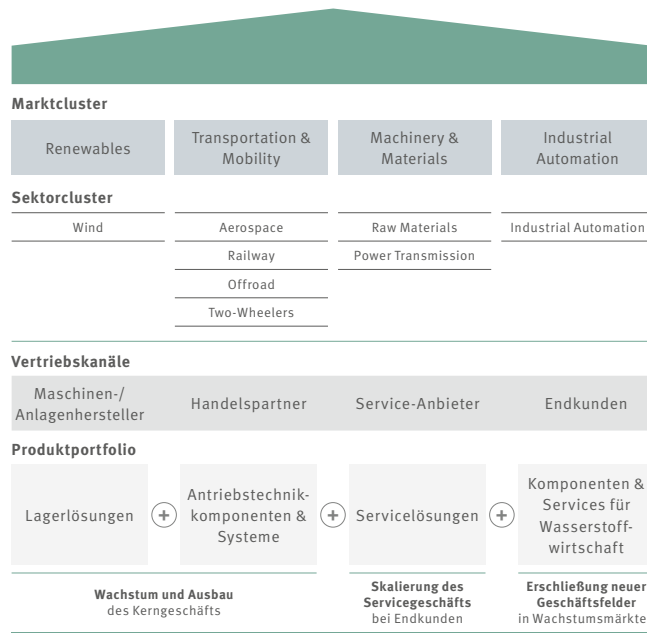 Marktcluster
Renewables
Transportation &
Mobility
Machinery &
Materials
Industrial
Automation
Sektorcluster
Wind
Aerospace
Raw Materials
Industrial Automation
Railway
Power Transmission
Offroad
Two-Wheelers
Vertriebskanäle
Maschinen-/
Anlagenhersteller
Handelspartner
Service-Anbieter
Endkunden
Produktportfolio
Lagerlösungen
+
Antriebstechnik-
komponenten &
Systeme
+
Servicelösungen
+
Komponenten &
Services für
Wasserstoff-
wirtschaft
Wachstum und Ausbau
des Kerngeschäfts
Skalierung des
Servicegeschäfts
bei Endkunden
Erschließung neuer
Geschäftsfelder
in Wachstumsmärkte